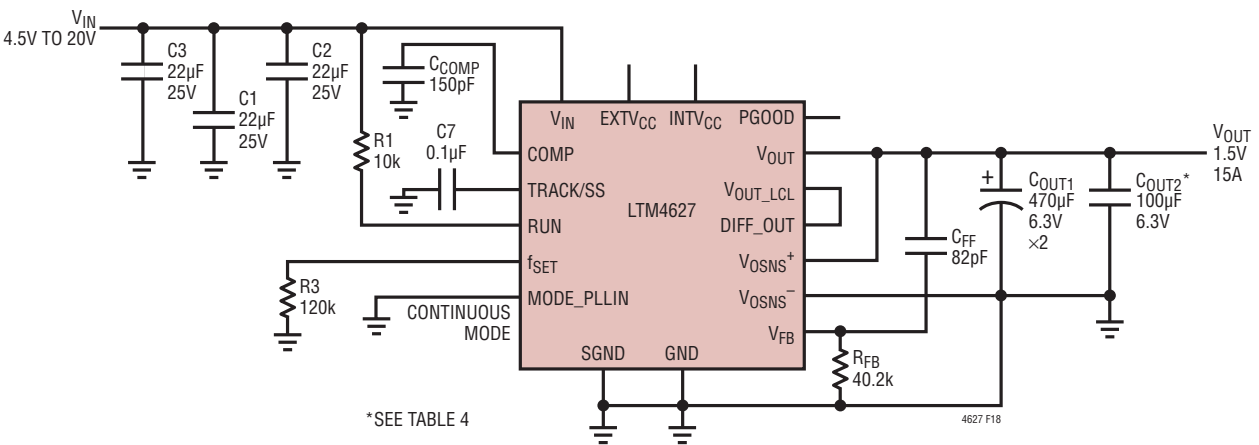 VIN
4.5V TO 20V
C3
22µF
25V
C1
22µF
25V
C2
22µF
25V
R1
10k
CCOMP
150pF
C7
0.1µF
R3
120k
CONTINUOUS
MODE
VIN
EXTVCC
INTVCC
PGOOD
COMP
TRACK/SS
RUN
fSET
MODE_PLLIN
SGND
GND
LTM4627
VOUT
VOUT_LCL
DIFF_OUT
VOSNS+
VOSNS–
VFB
CFF
82pF
RFB
40.2k
+
COUT1
470µF
6.3V
×2
COUT2*
100µF
6.3V
VOUT
1.5V
15A
*SEE TABLE 4
4627 F18